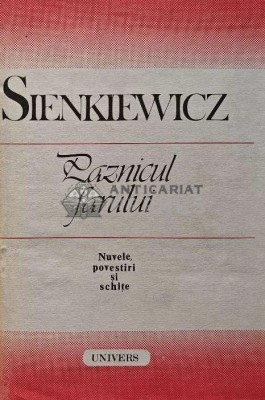 SIENKIEWICZ
Paznicul
ANTICARIAT
farului
Nuvele,
povestiri
și
schițe
UNIVERS